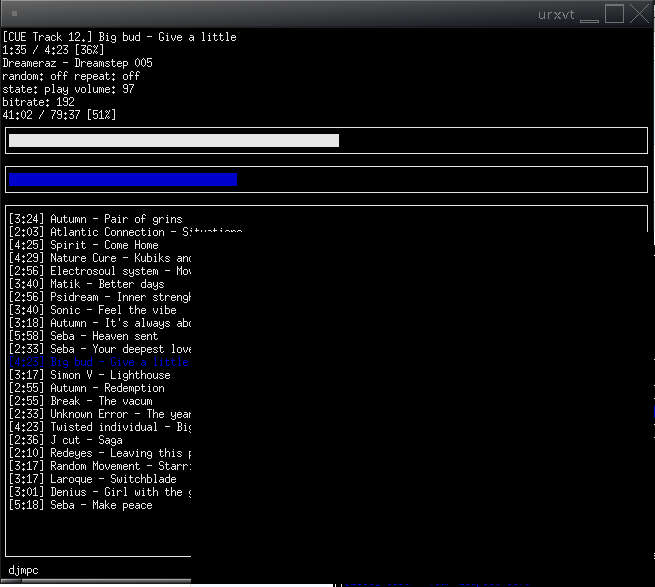 urxvt
[CUE Track 12.] Big bud - Give a little
1:35 / 4:23 [36%]
Dreameraz - Dreamstep 005
random: off repeat: off
state: play volume: 97
bitrate: 192
41:02 / 79:37 [51%]
[3:24] Autumn - Pair of grins
[2:03] Atlantic Connection - Situations
[4:25] Spirit - Come Home
[4:29] Nature Cure - Kubiks and
[2:56] Electrosoul system - Mov
[3:40] Matik - Better days
[2:56] Psidream - Inner strengh
[3:40] Sonic - Feel the vibe
[3:18] Autumn - It's always abo
[5:58] Seba - Heaven sent
[2:33] Seba - Your deepest love
[4:23] Big bud - Give a little
[3:17] Simon V - Lighthouse
[2:55] Autumn - Redemption
[2:55] Break - The vacum
[2:33] Unknown Error - The year
[4:23] Twisted individual - Big
[2:36] J cut - Saga
[2:10] Redeyes - Leaving this p
[3:17] Random Movement - Starr
[3:17] Laroque - Switchblade
[3:01] Denius - Girl with the g
[5:18] Seba - Make peace
djmpc